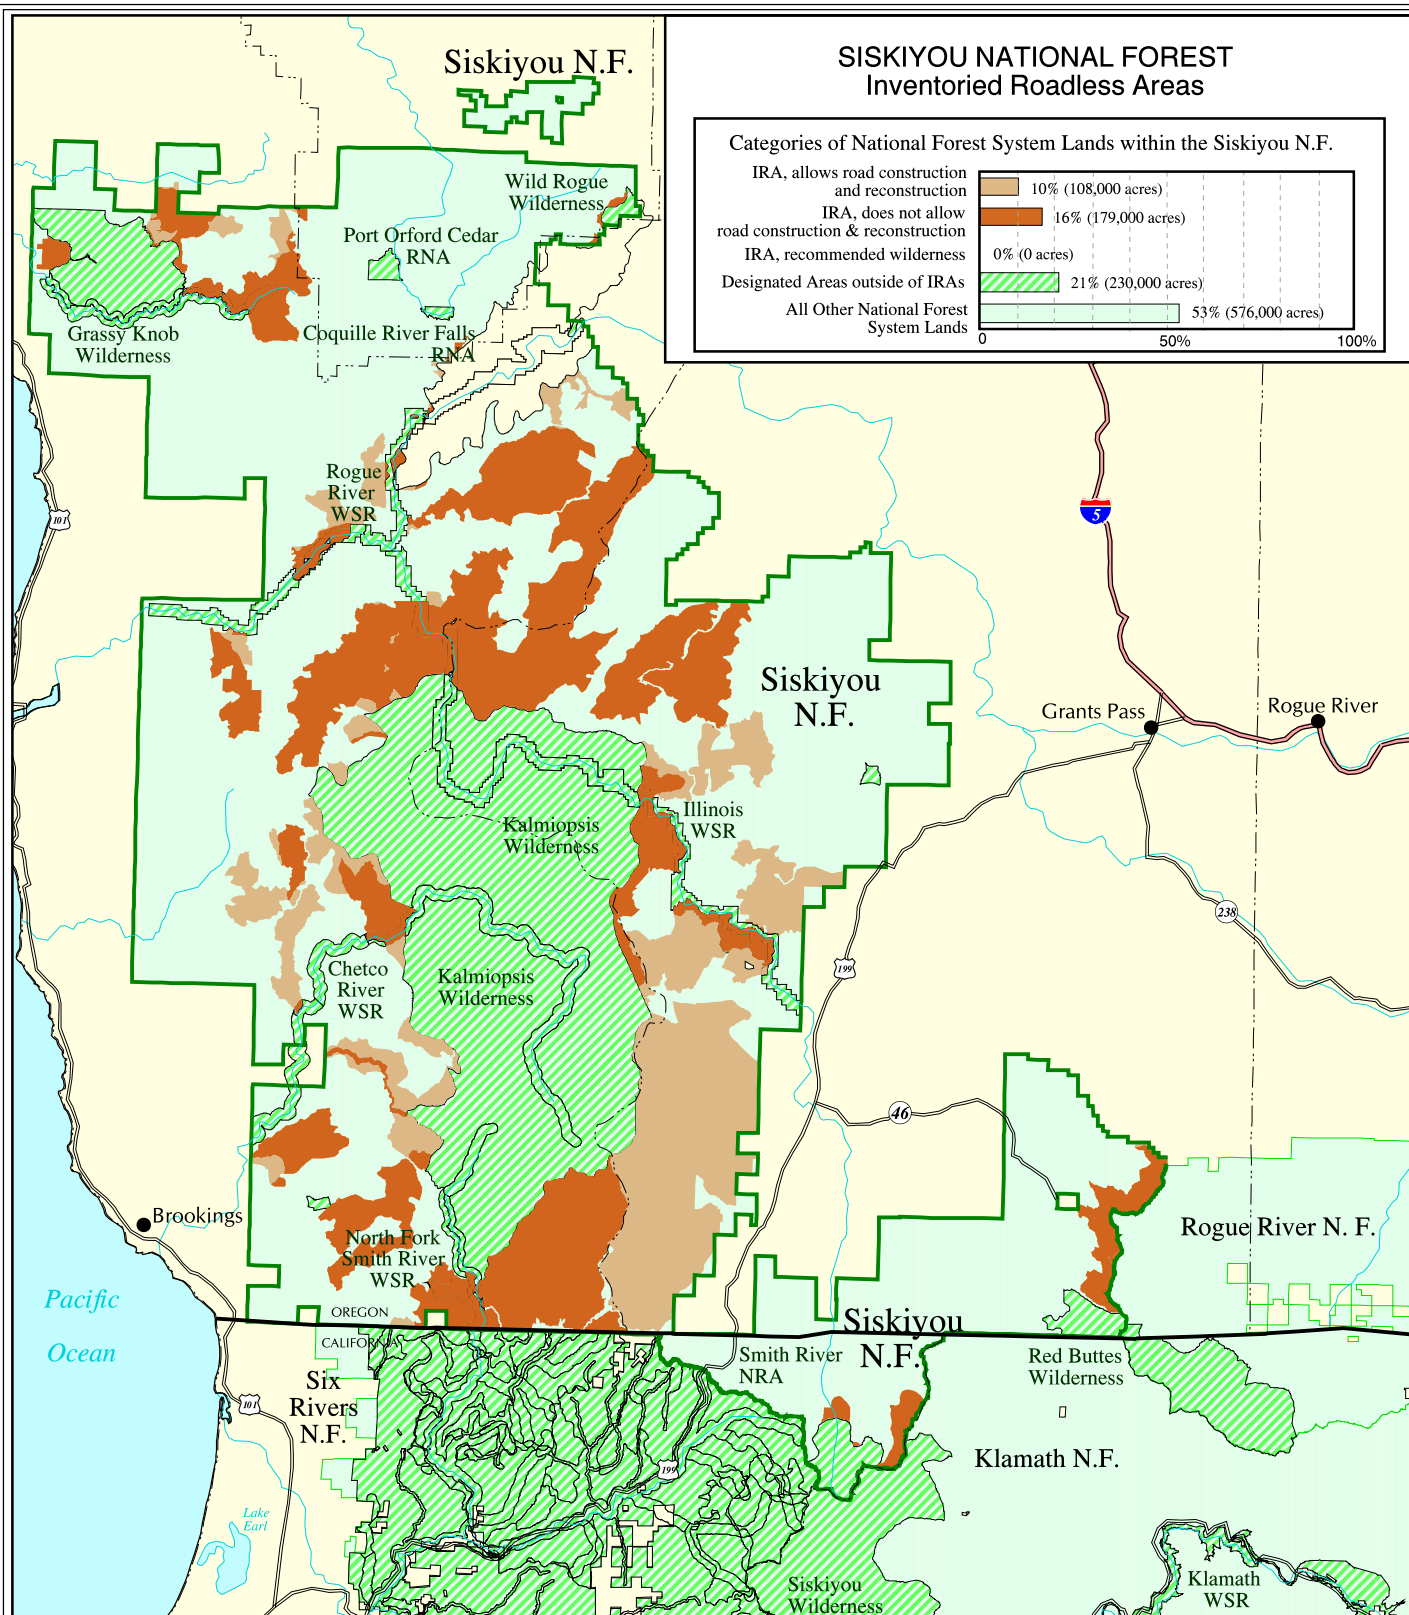 SISKIYOU NATIONAL FOREST
Inventoried Roadless Areas
Categories of National Forest System Lands within the Siskiyou N.F.
IRA, allows road construction
and reconstruction
10% (108,000 acres)
IRA, does not allow
road construction & reconstruction
16% (179,000 acres)
IRA, recommended wilderness
0% (0 acres)
Designated Areas outside of IRAs
21% (230,000 acres)
All Other National Forest
System Lands
53% (576,000 acres)
0
50%
100%
Siskiyou N.F.
Wild Rogue
Wilderness
Port Orford Cedar
RNA
Grassy Knob
Wilderness
Coquille River Falls
RNA
Rogue
River
WSR
101
5
Siskiyou
N.F.
Grants Pass
Rogue River
Illinois
WSR
Kalmiopsis
Wilderness
238
199
Chetco
River
WSR
Kalmiopsis
Wilderness
46
Brookings
Rogue River N. F.
North Fork
Smith River
WSR
Pacific
Ocean
OREGON
CALIFORNIA
Siskiyou
N.F.
Smith River
NRA
Red Buttes
Wilderness
Six
Rivers
N.F.
101
Klamath N.F.
199
Lake
Earl
Siskiyou
Wilderness
Klamath
WSR